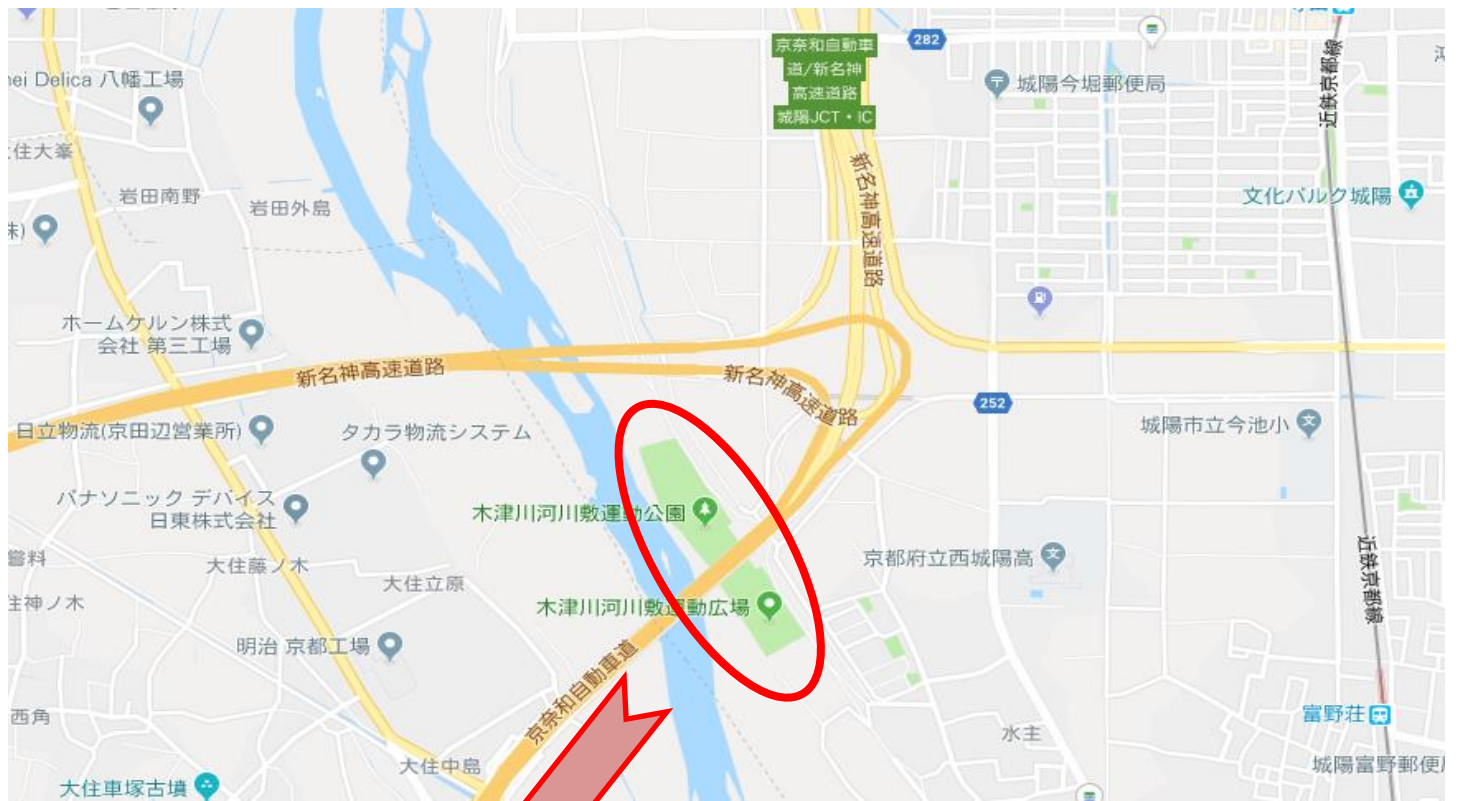 282
京奈和自動車
道/新名神
高速道路
城陽JCT・IC
城陽今堀郵便局
近鉄京都線
nei Delica 八幡工場
住大峯
岩田南野
岩田外島
新名神高速道路
文化パルク城陽
ホームケルン株式
会社 第三工場
新名神高速道路
新名神高速道路
252
日立物流(京田辺営業所)
タカラ物流システム
城陽市立今池小
パナソニック デバイス
日東株式会社
木津川河川敷運動公園
大住藤ノ木
大住立原
京都府立西城陽高
近鉄京都線
住神ノ木
木津川河川敷運動広場
明治 京都工場
京奈和自動車道
西角
富野荘
水主
大住中島
城陽富野郵便局
大住車塚古墳